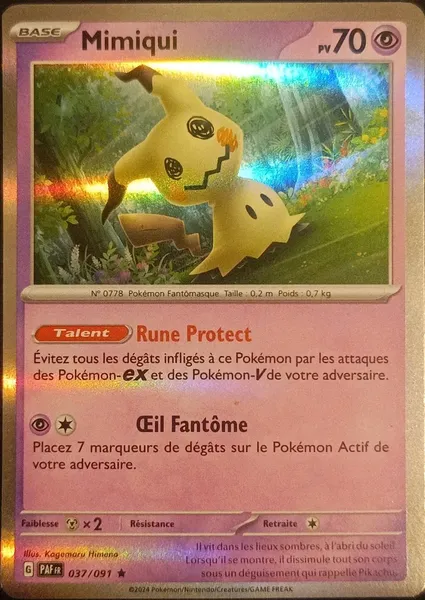 BASE Mimiqui PV 70
N° 0778 Pokémon Fantômasque Taille : 0,2 m Poids : 0,7 kg
Talent Rune Protect
Évitez tous les dégâts infligés à ce Pokémon par les attaques
des Pokémon-ex et des Pokémon-V de votre adversaire.
Œil Fantôme
Placez 7 marqueurs de dégâts sur le Pokémon Actif de
votre adversaire.
Faiblesse ×2 Résistance Retraite
Illus. Kagemaru Himeno
G PAF FR 037/091 ★
Il vit dans les lieux sombres, à l'abri du soleil.
Lorsqu'il se montre, il dissimule tout son corps
sous un déguisement qui rappelle Pikachu.
©2024 Pokémon/Nintendo/Creatures/GAME FREAK